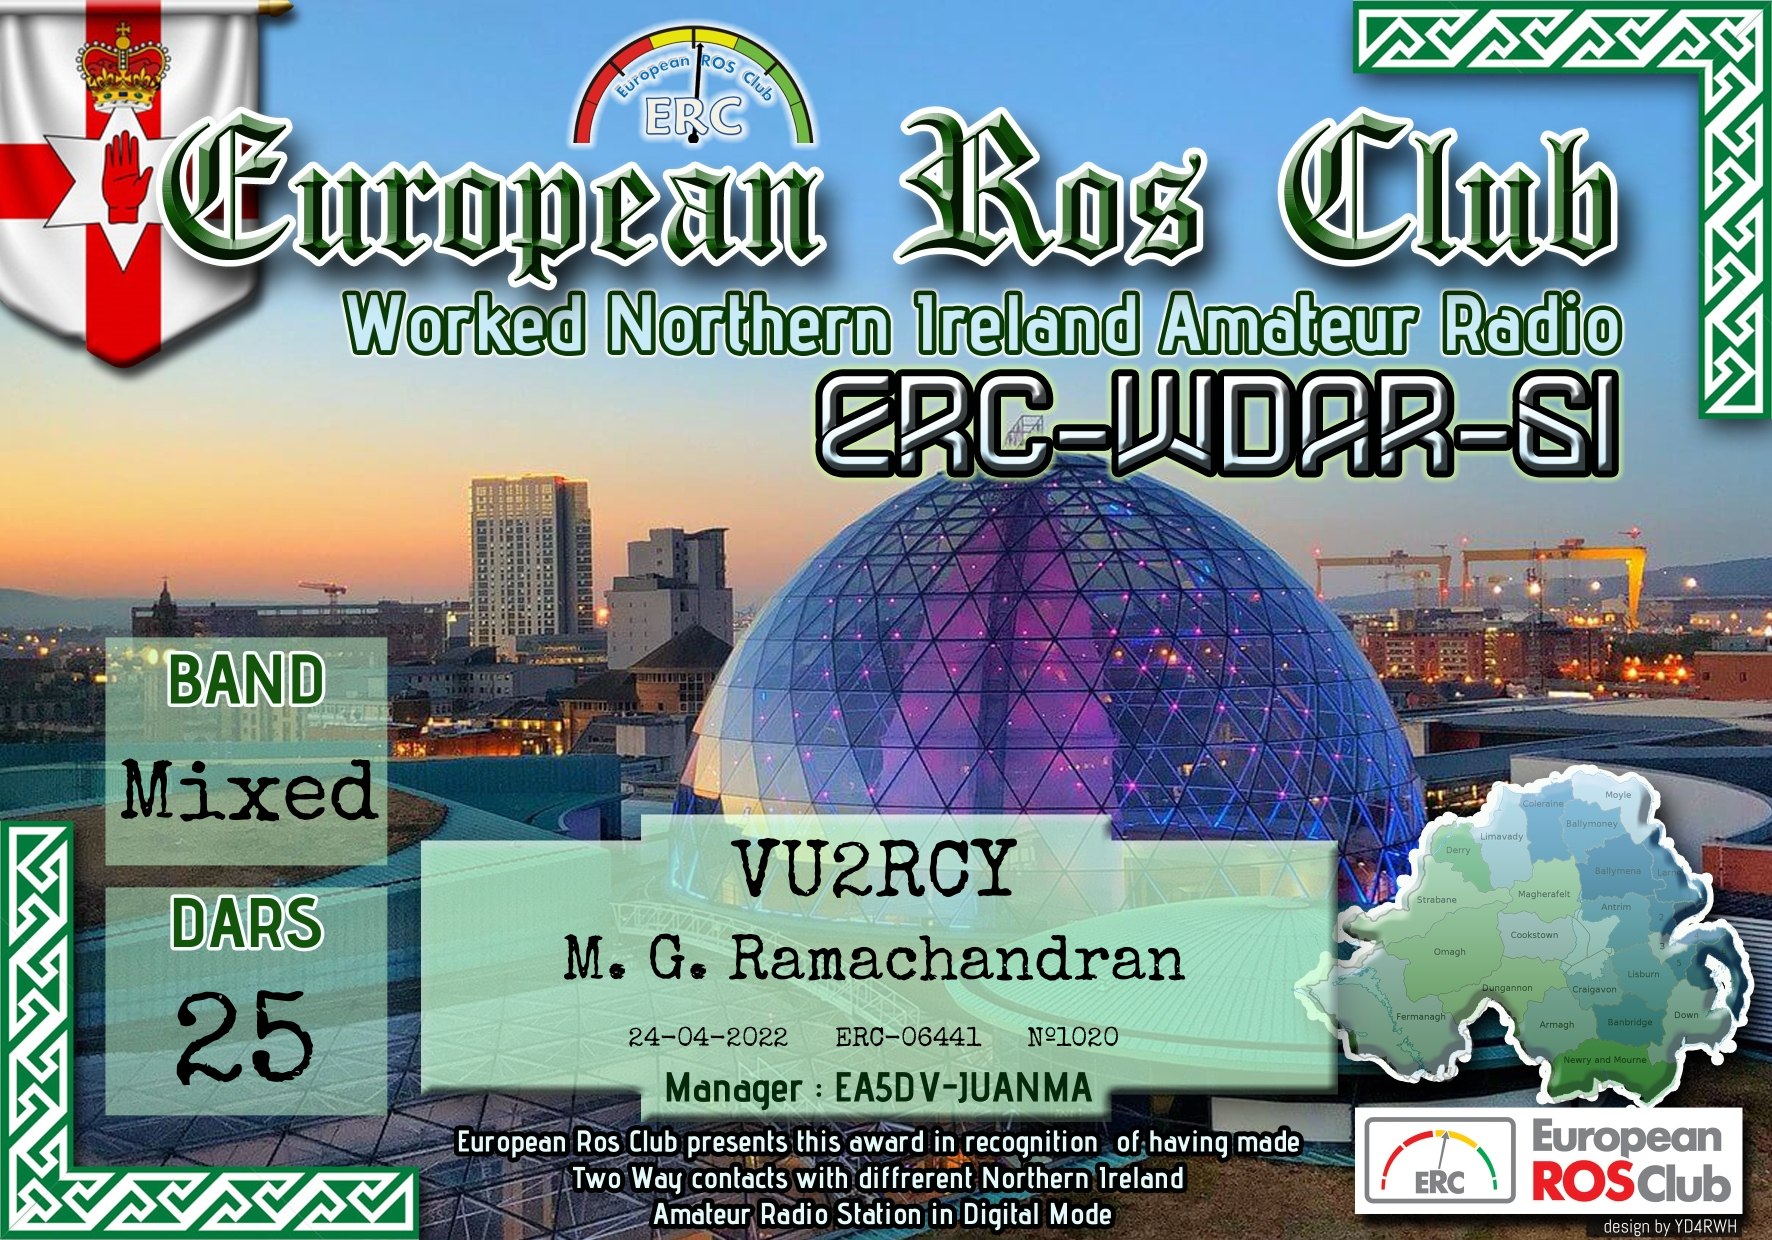 European ROS Club
ERC
European Ros Club
Worked Northern Ireland Amateur Radio
ERC-WDAR-GI
BAND
Mixed
DARS
25
VU2RCY
M. G. Ramachandran
24-04-2022 ERC-06441 Nº1020
Manager : EA5DV-JUANMA
European Ros Club presents this award in recognition of having made
Two Way contacts with diffrerent Northern Ireland
Amateur Radio Station in Digital Mode
Moyle
Coleraine
Ballymoney
Limavady
Derry
Ballymena
Larne
Magherafelt
Strabane
Antrim
2
Cookstown
3
Omagh
5
Lisburn
Dungannon
Craigavon
Fermanagh
Armagh
Banbridge
Down
Newry and Mourne
ERC
European
ROSClub
design by YD4RWH